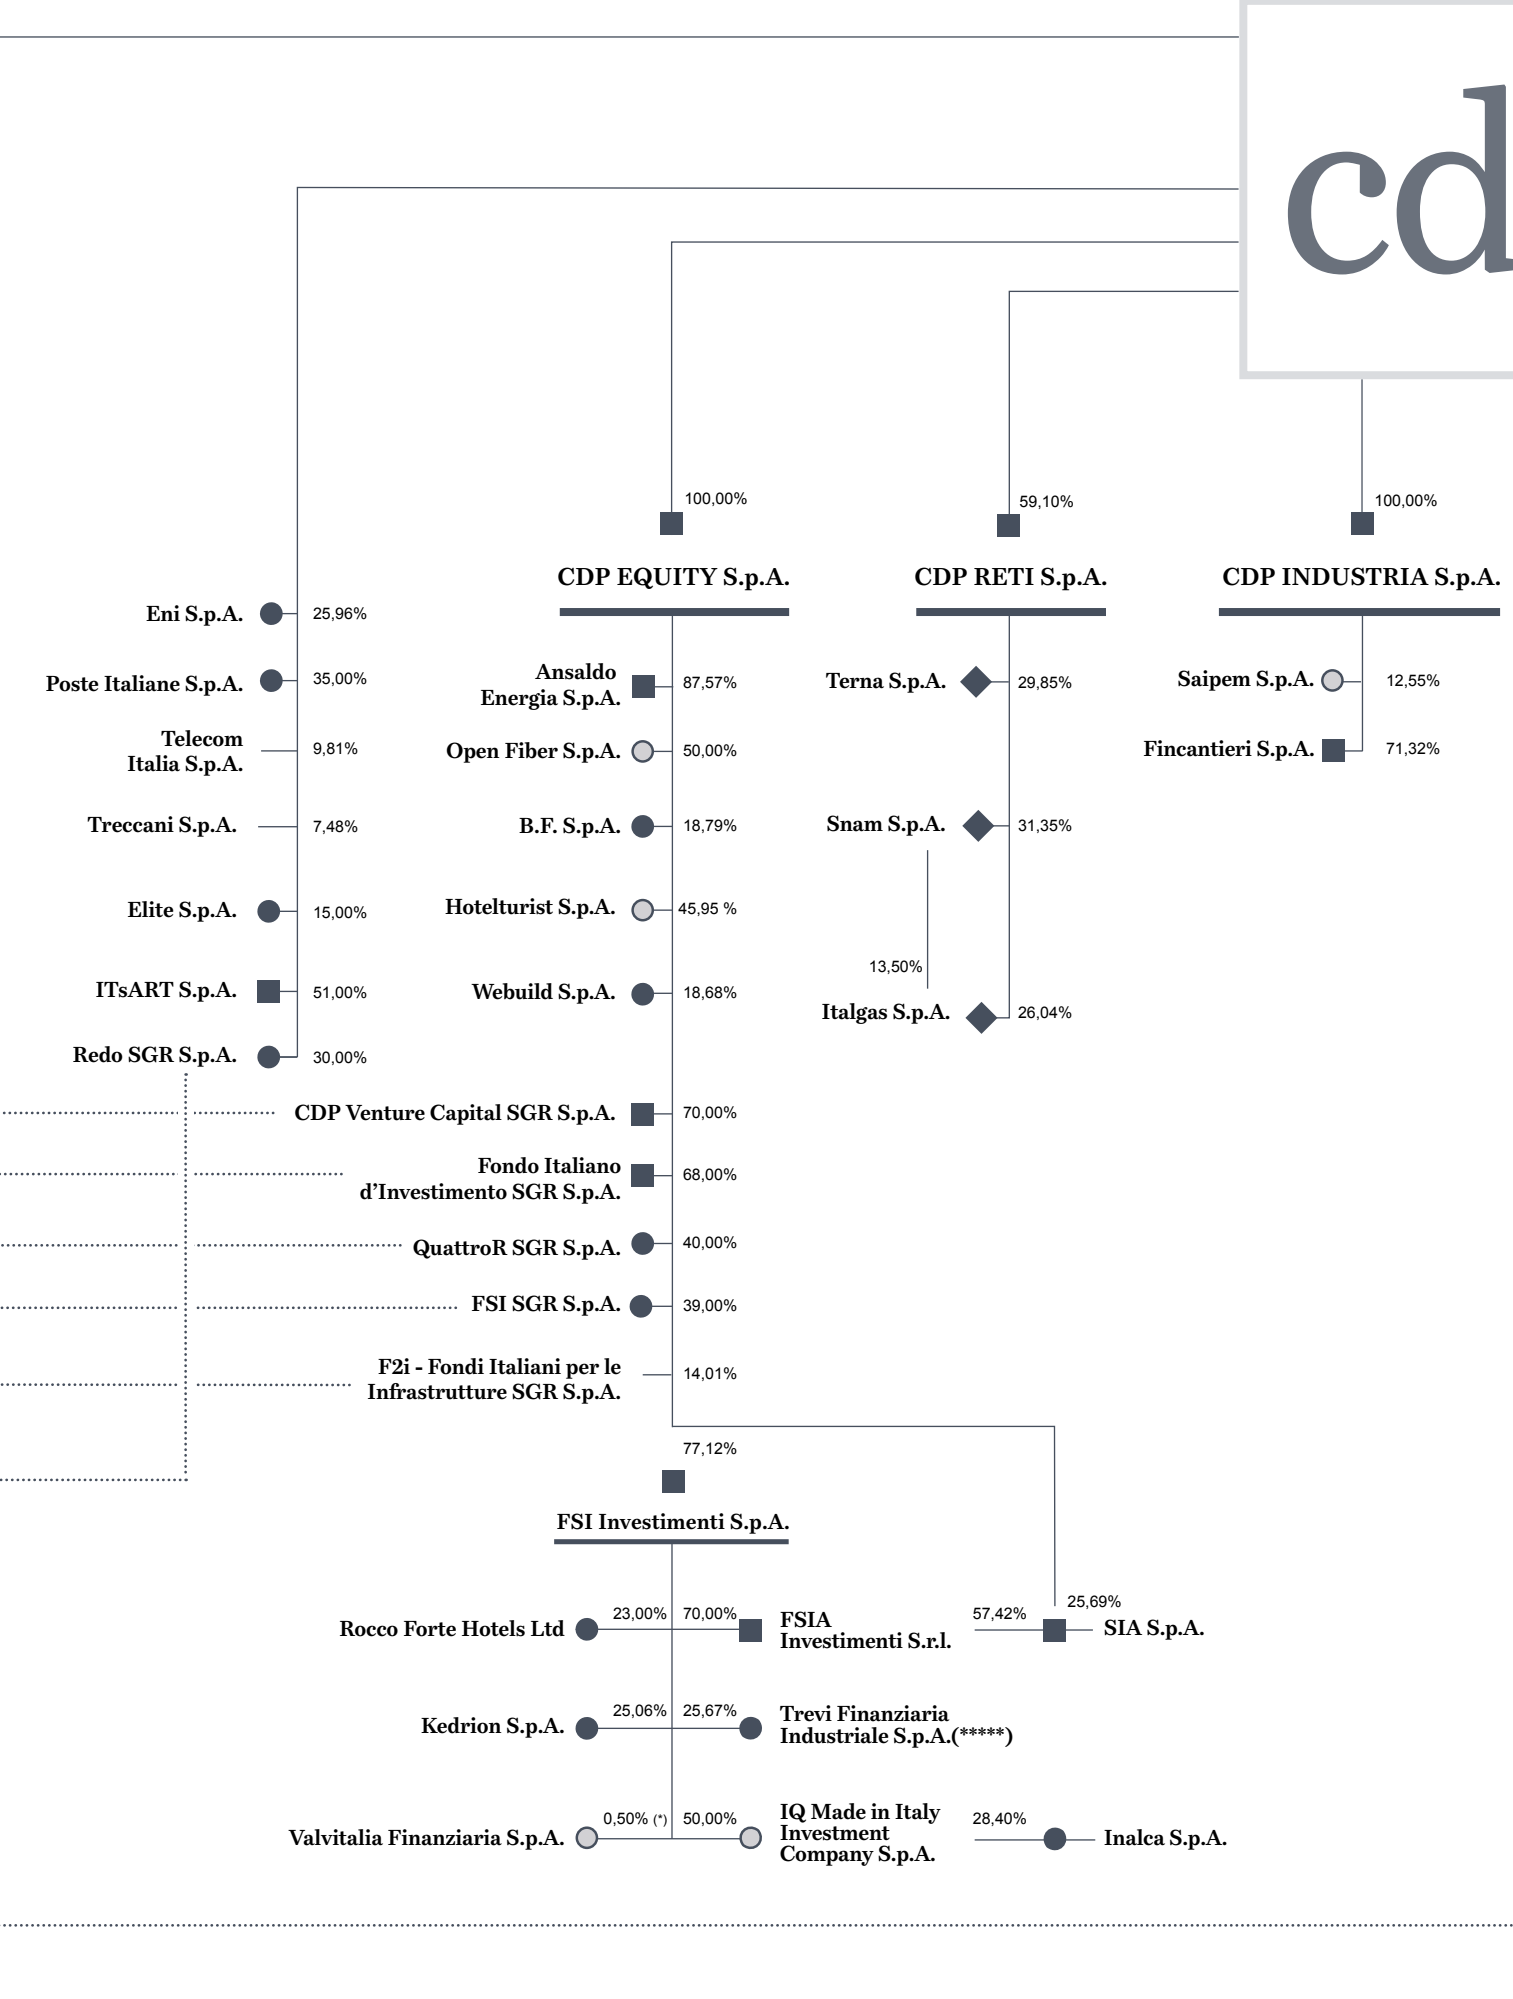 cd
100,00%
59,10%
100,00%
CDP EQUITY S.p.A.
CDP RETI S.p.A.
CDP INDUSTRIA S.p.A.
Eni S.p.A.
25,96%
Poste Italiane S.p.A.
35,00%
Telecom
Italia S.p.A.
9,81%
Treccani S.p.A.
7,48%
Elite S.p.A.
15,00%
ITsART S.p.A.
51,00%
Redo SGR S.p.A.
30,00%
Ansaldo
Energia S.p.A.
87,57%
Open Fiber S.p.A.
50,00%
B.F. S.p.A.
18,79%
Hotelturist S.p.A.
45,95 %
Webuild S.p.A.
18,68%
CDP Venture Capital SGR S.p.A.
70,00%
Fondo Italiano
d’Investimento SGR S.p.A.
68,00%
QuattroR SGR S.p.A.
40,00%
FSI SGR S.p.A.
39,00%
F2i - Fondi Italiani per le
Infrastrutture SGR S.p.A.
14,01%
Terna S.p.A.
29,85%
Snam S.p.A.
31,35%
13,50%
Italgas S.p.A.
26,04%
Saipem S.p.A.
12,55%
Fincantieri S.p.A.
71,32%
77,12%
FSI Investimenti S.p.A.
Rocco Forte Hotels Ltd
23,00%
70,00%
FSIA
Investimenti S.r.l.
57,42%
25,69%
SIA S.p.A.
Kedrion S.p.A.
25,06%
25,67%
Trevi Finanziaria
Industriale S.p.A.(*****)
Valvitalia Finanziaria S.p.A.
0,50% (*)
50,00%
IQ Made in Italy
Investment
Company S.p.A.
28,40%
Inalca S.p.A.